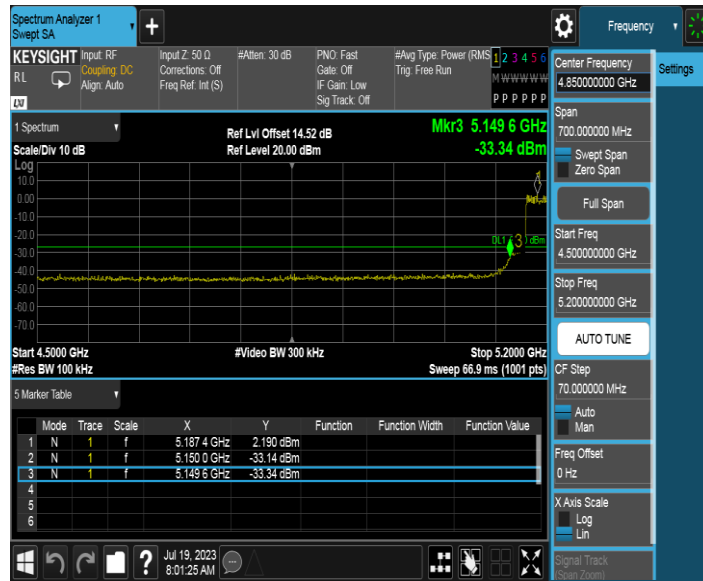 Spectrum Analyzer 1
Swept SA
Frequency
KEYSIGHT
RL
LXI
Input: RF
Coupling: DC
Align: Auto
Input Z: 50 Ω
Corrections: Off
Freq Ref: Int (S)
#Atten: 30 dB
PNO: Fast
Gate: Off
IF Gain: Low
Sig Track: Off
#Avg Type: Power (RMS
Trig: Free Run
1 2 3 4 5 6
M W W W W W
P P P P P P
1 Spectrum
Scale/Div 10 dB
Ref Lvl Offset 14.52 dB
Ref Level 20.00 dBm
Mkr3 5.149 6 GHz
-33.34 dBm
Log
10.0
0.00
-10.0
-20.0
-30.0
-40.0
-50.0
-60.0
-70.0
DL1
3
dBm
Start 4.5000 GHz
#Res BW 100 kHz
#Video BW 300 kHz
Stop 5.2000 GHz
Sweep 66.9 ms (1001 pts)
5 Marker Table
Mode Trace Scale X Y Function Function Width Function Value
1 N 1 f 5.187 4 GHz 2.190 dBm
2 N 1 f 5.150 0 GHz -33.14 dBm
3 N 1 f 5.149 6 GHz -33.34 dBm
4
5
6
Jul 19, 2023
8:01:25 AM
Center Frequency
4.850000000 GHz
Settings
Span
700.000000 MHz
Swept Span
Zero Span
Full Span
Start Freq
4.500000000 GHz
Stop Freq
5.200000000 GHz
AUTO TUNE
CF Step
70.000000 MHz
Auto
Man
Freq Offset
0 Hz
X Axis Scale
Log
Lin
Signal Track
(Span Zoom)